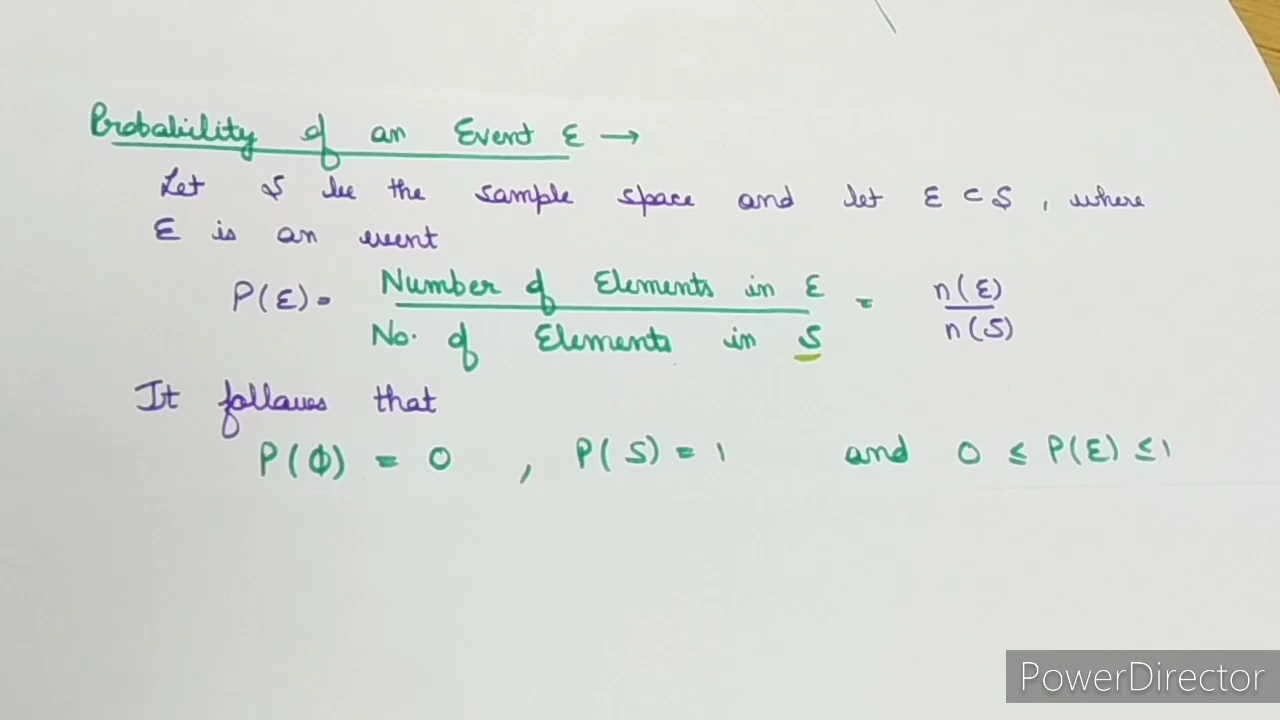 Probability of an Event E →
Let S be the sample space and let E ⊂ S, where
E is an event
P(E) = Number of Elements in E / No. of Elements in S = n(E) / n(S)
It follows that
P(ϕ) = 0 , P(S) = 1 and 0 ≤ P(E) ≤ 1
PowerDirector